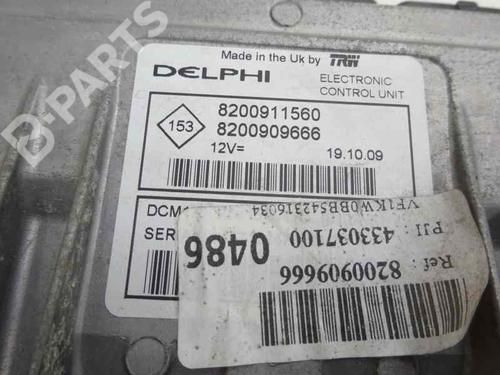 Made in the Uk by TRW
DELPHI
ELECTRONIC
CONTROL UNIT
153
8200911560
8200909666
12V=
19.10.09
DCM
SER
VF1KW0BB542316034
PJI : 433037100
0486
Ref : 8200909666
B-PARTS